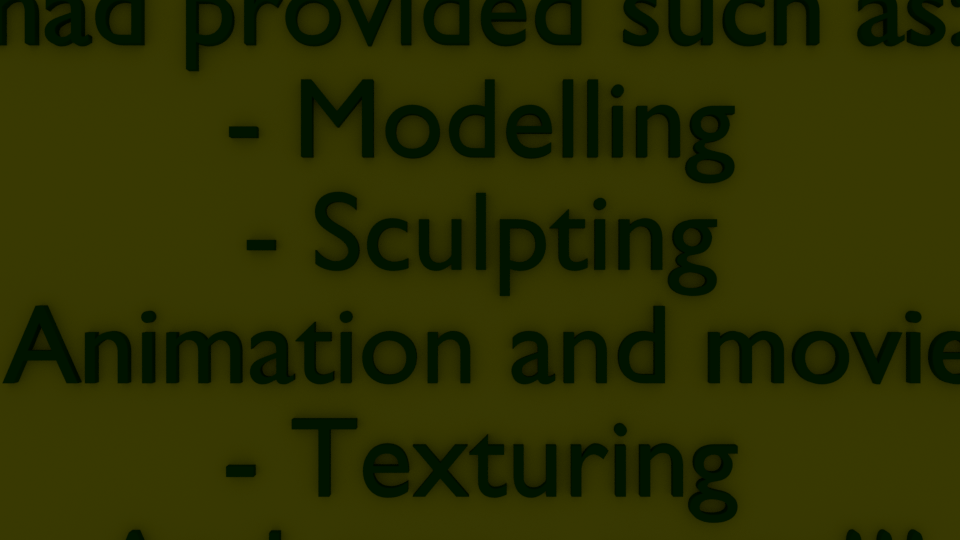 had provided such as:
- Modelling
- Sculpting
Animation and movie
- Texturing